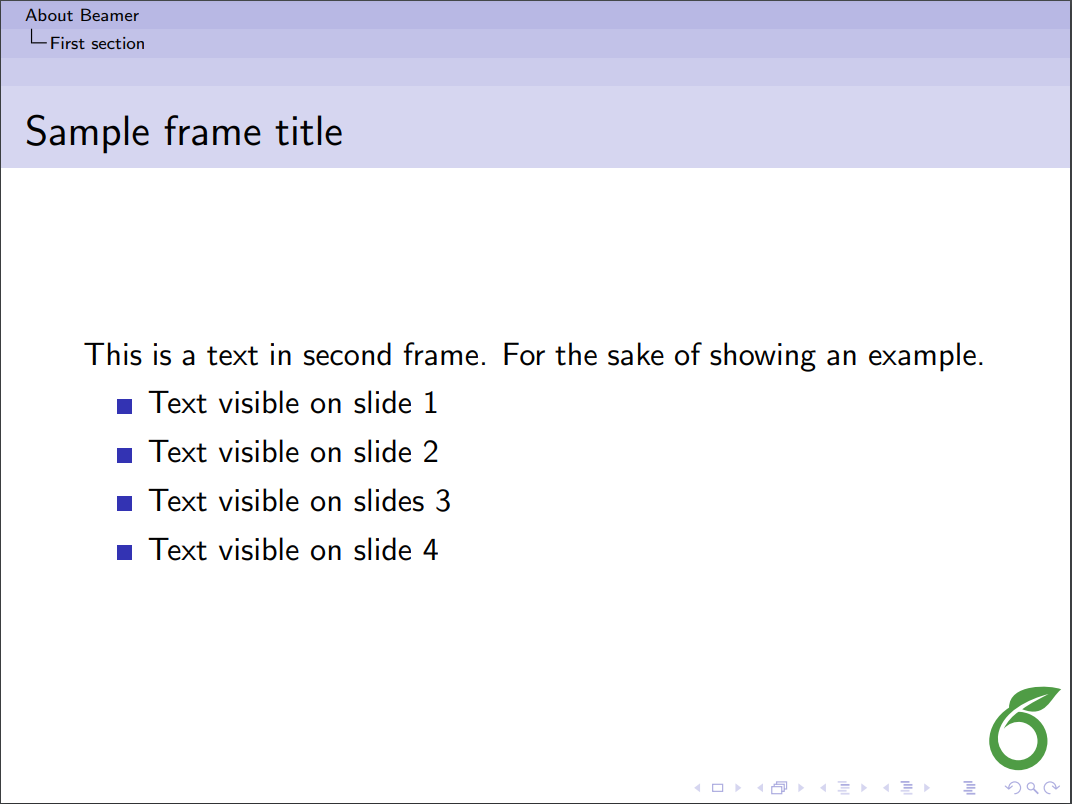 About Beamer
First section
Sample frame title
This is a text in second frame. For the sake of showing an example.
Text visible on slide 1
Text visible on slide 2
Text visible on slides 3
Text visible on slide 4